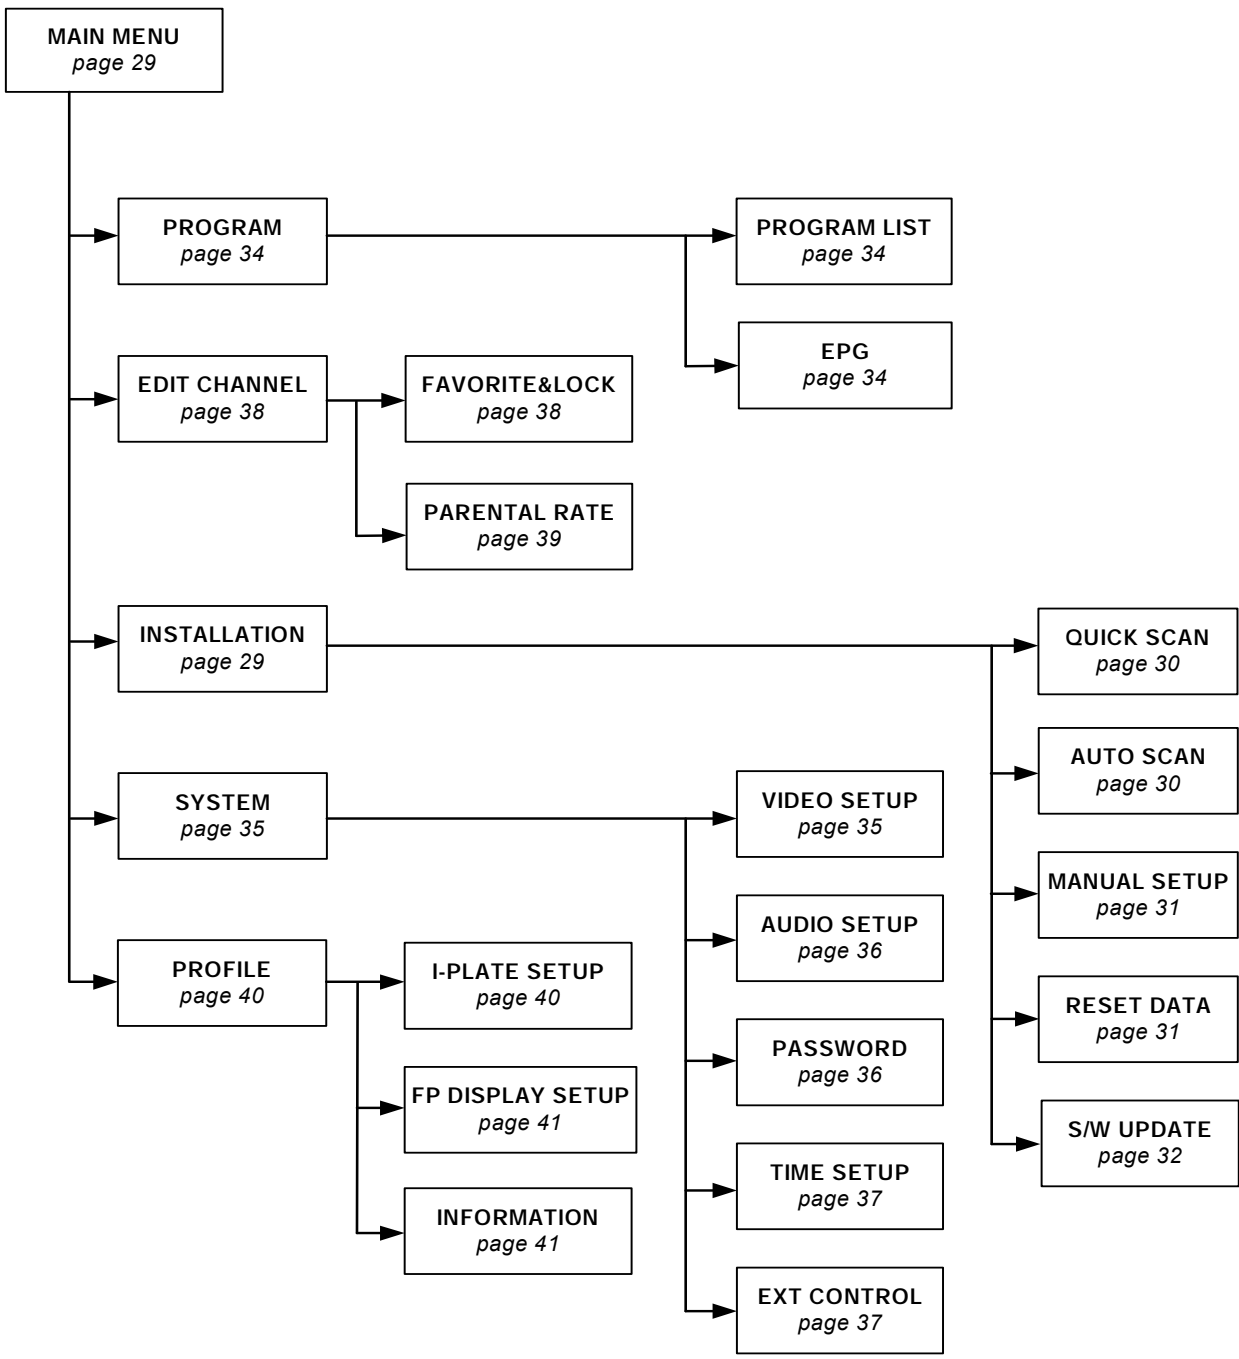 MAIN MENU
page 29
PROGRAM
page 34
PROGRAM LIST
page 34
EPG
page 34
EDIT CHANNEL
page 38
FAVORITE&LOCK
page 38
PARENTAL RATE
page 39
INSTALLATION
page 29
QUICK SCAN
page 30
AUTO SCAN
page 30
MANUAL SETUP
page 31
RESET DATA
page 31
S/W UPDATE
page 32
SYSTEM
page 35
VIDEO SETUP
page 35
AUDIO SETUP
page 36
PASSWORD
page 36
TIME SETUP
page 37
EXT CONTROL
page 37
PROFILE
page 40
I-PLATE SETUP
page 40
FP DISPLAY SETUP
page 41
INFORMATION
page 41